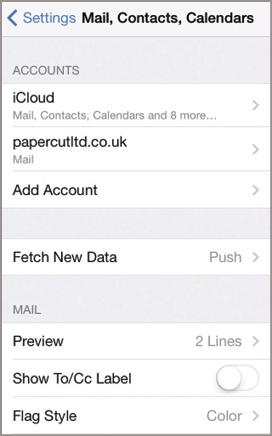 Settings Mail, Contacts, Calendars
ACCOUNTS
iCloud
Mail, Contacts, Calendars and 8 more...
papercutltd.co.uk
Mail
Add Account
Fetch New Data Push
MAIL
Preview 2 Lines
Show To/Cc Label
Flag Style Color